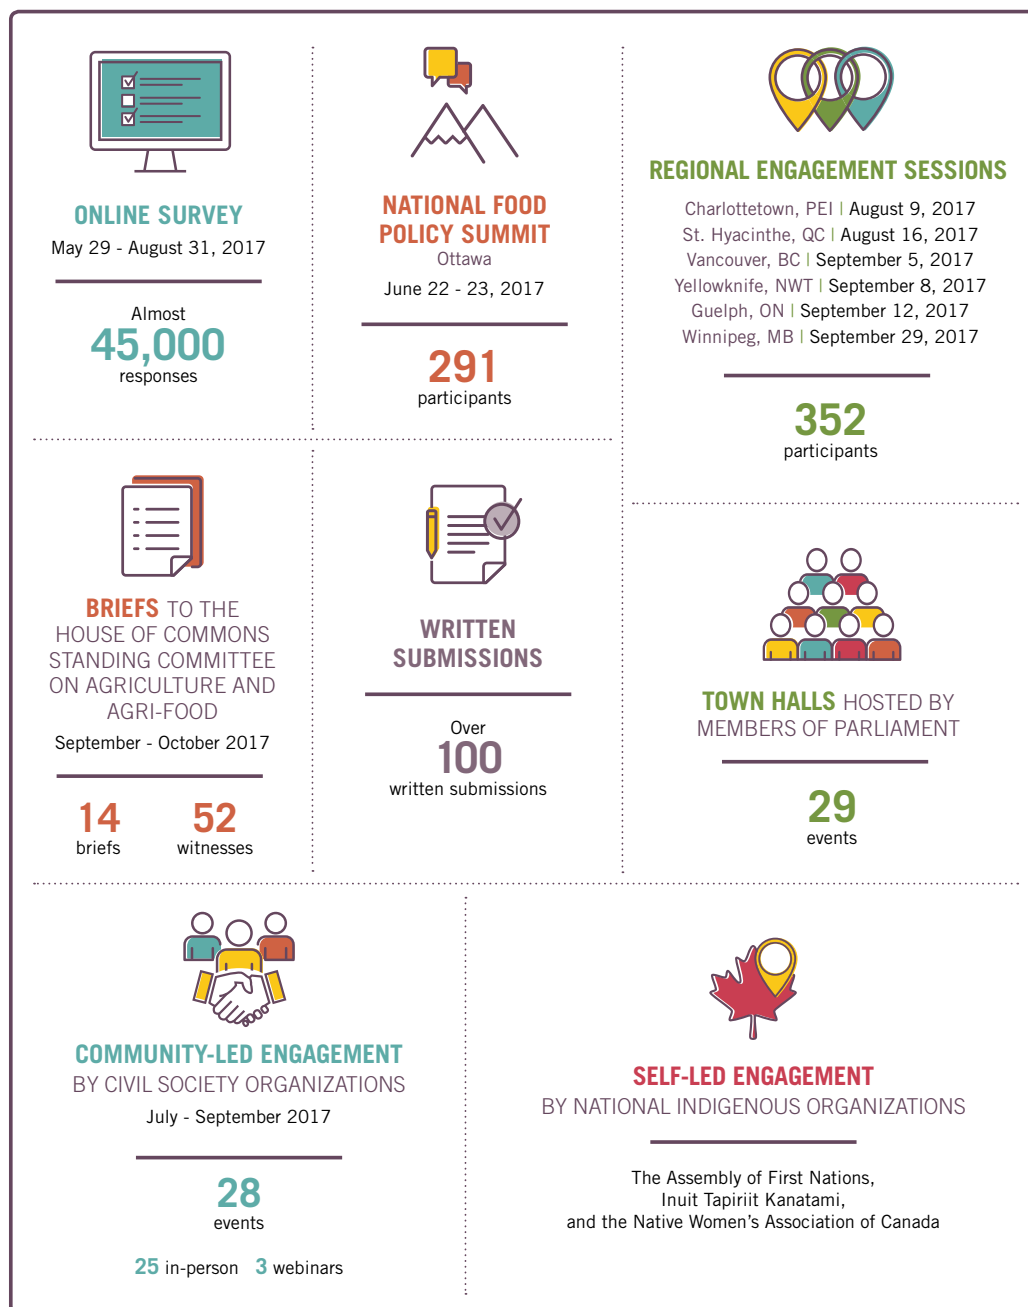 ONLINE SURVEY
May 29 - August 31, 2017
Almost
45,000
responses
NATIONAL FOOD
POLICY SUMMIT
Ottawa
June 22 - 23, 2017
291
participants
REGIONAL ENGAGEMENT SESSIONS
Charlottetown, PEI | August 9, 2017
St. Hyacinthe, QC | August 16, 2017
Vancouver, BC | September 5, 2017
Yellowknife, NWT | September 8, 2017
Guelph, ON | September 12, 2017
Winnipeg, MB | September 29, 2017
352
participants
BRIEFS TO THE
HOUSE OF COMMONS
STANDING COMMITTEE
ON AGRICULTURE AND
AGRI-FOOD
September - October 2017
14 52
briefs witnesses
WRITTEN
SUBMISSIONS
Over
100
written submissions
TOWN HALLS HOSTED BY
MEMBERS OF PARLIAMENT
29
events
COMMUNITY-LED ENGAGEMENT
BY CIVIL SOCIETY ORGANIZATIONS
July - September 2017
28
events
25 in-person 3 webinars
SELF-LED ENGAGEMENT
BY NATIONAL INDIGENOUS ORGANIZATIONS
The Assembly of First Nations,
Inuit Tapiriit Kanatami,
and the Native Women's Association of Canada